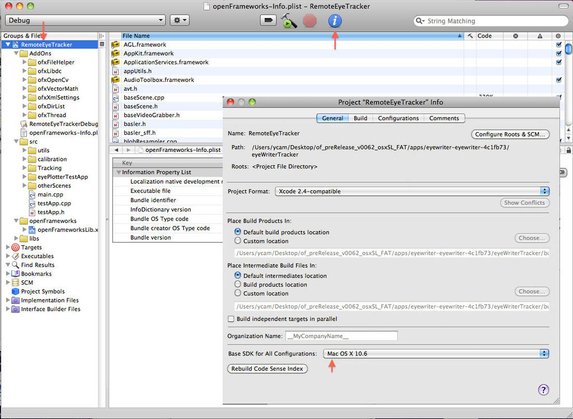 openFrameworks-Info.plist – RemoteEyeTracker
Debug
String Matching
Groups & Files
File Name
RemoteEyeTracker
AddOns
ofxFileHelper
ofxLibdc
ofxOpenCv
ofxVectorMath
ofxXmlSettings
ofxDirList
ofxThread
RemoteEyeTrackerDebug
openFrameworks-Info.pl
src
utils
calibration
Tracking
eyePlotterTestApp
otherScenes
main.cpp
testApp.cpp
testApp.h
openFrameworks
openFrameworksLib.x
libs
Targets
Executables
Find Results
Bookmarks
SCM
Project Symbols
Implementation Files
Interface Builder Files
AGL.framework
AppKit.framework
ApplicationServices.framework
appUtils.h
AudioToolbox.framework
avt.h
baseScene.cpp
baseScene.h
baseVideoGrabber.h
basler.h
basler_sff.h
blobResampler.cpp
openFrameworks-Info.plist
Key
Information Property List
Localization native development r
Executable file
Bundle identifier
InfoDictionary version
Bundle OS Type code
Bundle creator OS Type code
Bundle version
Project "RemoteEyeTracker" Info
General Build Configurations Comments
Name: RemoteEyeTracker
Configure Roots & SCM...
Path: /Users/ycam/Desktop/of_preRelease_v0062_osxSL_FAT/apps/eyewriter-eyewriter-4c1fb73/
eyeWriterTracker
Roots: <Project File Directory>
Project Format: Xcode 2.4-compatible
Show Conflicts
Place Build Products In:
Default build products location
Custom location
Choose...
/Users/ycam/Desktop/of_preRelease_v0062_osxSL_FAT/apps/eyewriter-eyewriter-4c1fb73
Place Intermediate Build Files In:
Default intermediates location
Build products location
Custom location
Choose...
/Users/ycam/Desktop/of_preRelease_v0062_osxSL_FAT/apps/eyewriter-eyewriter-4c1fb73/eyeWriterTracker/bu
Build independent targets in parallel
Organization Name: __MyCompanyName__
Base SDK for All Configurations: Mac OS X 10.6
Rebuild Code Sense Index